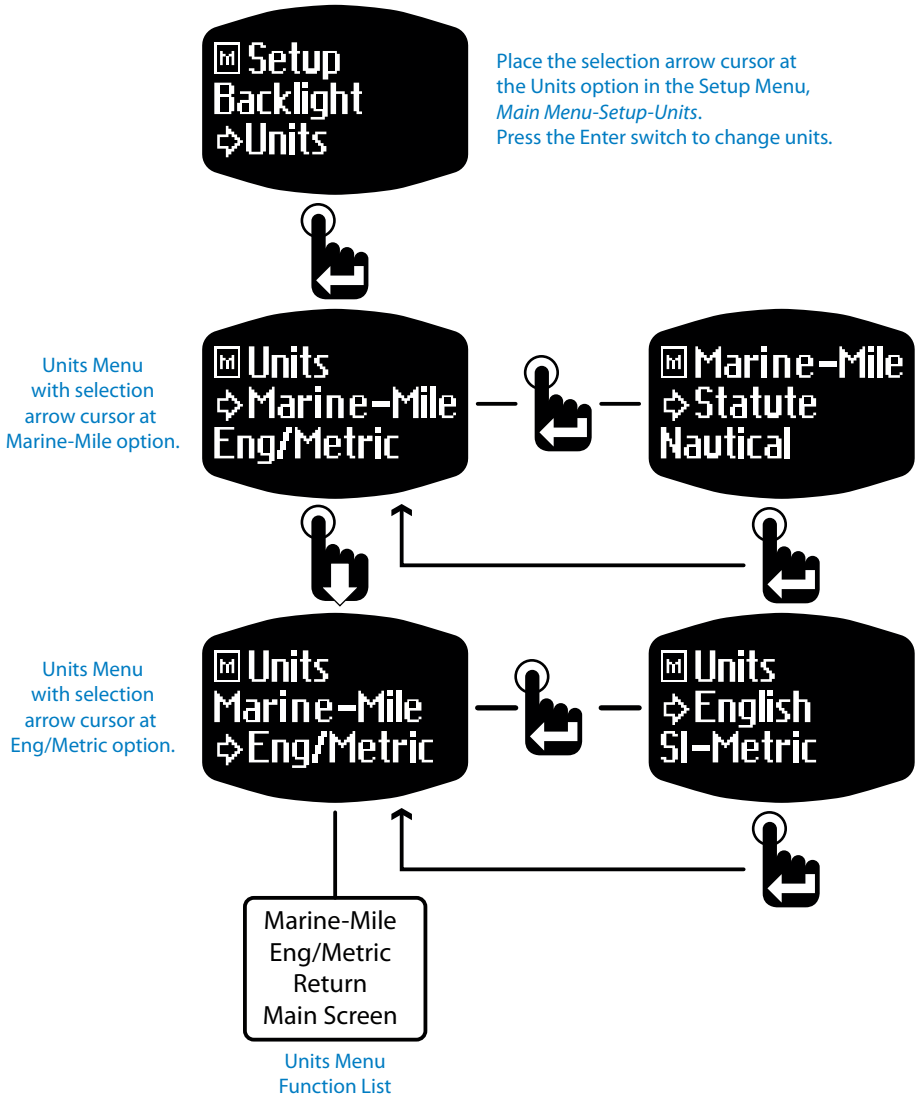 M Setup
Backlight
Units
Place the selection arrow cursor at
the Units option in the Setup Menu,
Main Menu-Setup-Units.
Press the Enter switch to change units.
Units Menu
with selection
arrow cursor at
Marine-Mile option.
M Units
Marine-Mile
Eng/Metric
M Marine-Mile
Statute
Nautical
Units Menu
with selection
arrow cursor at
Eng/Metric option.
M Units
Marine-Mile
Eng/Metric
M Units
English
SI-Metric
Marine-Mile
Eng/Metric
Return
Main Screen
Units Menu
Function List